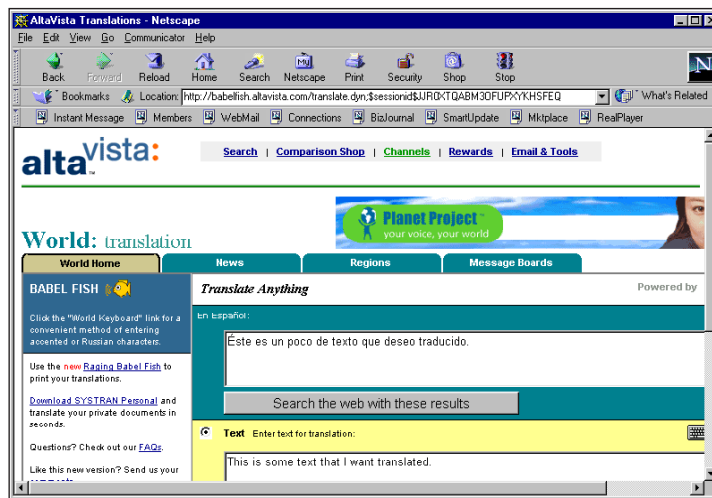 AltaVista Translations - Netscape
File Edit View Go Communicator Help
Back Forward Reload Home Search Netscape Print Security Shop Stop
Bookmarks Location: http://babelfish.altavista.com/translate.dyn;$sessionid$JJR0XTQABM3OFUPXYKHSFEQ What's Related
Instant Message Members WebMail Connections BizJournal SmartUpdate Mktplace RealPlayer
altavista: Search | Comparison Shop | Channels | Rewards | Email & Tools
Planet Project™
your voice, your world
World: translation
World Home News Regions Message Boards
BABEL FISH
Click the "World Keyboard" link for a
convenient method of entering
accented or Russian characters.
Use the new Raging Babel Fish to
print your translations.
Download SYSTRAN Personal and
translate your private documents in
seconds.
Questions? Check out our FAQs.
Like this new version? Send us your
Translate Anything Powered by
En Español:
Éste es un poco de texto que deseo traducido.
Search the web with these results
Text Enter text for translation:
This is some text that I want translated.